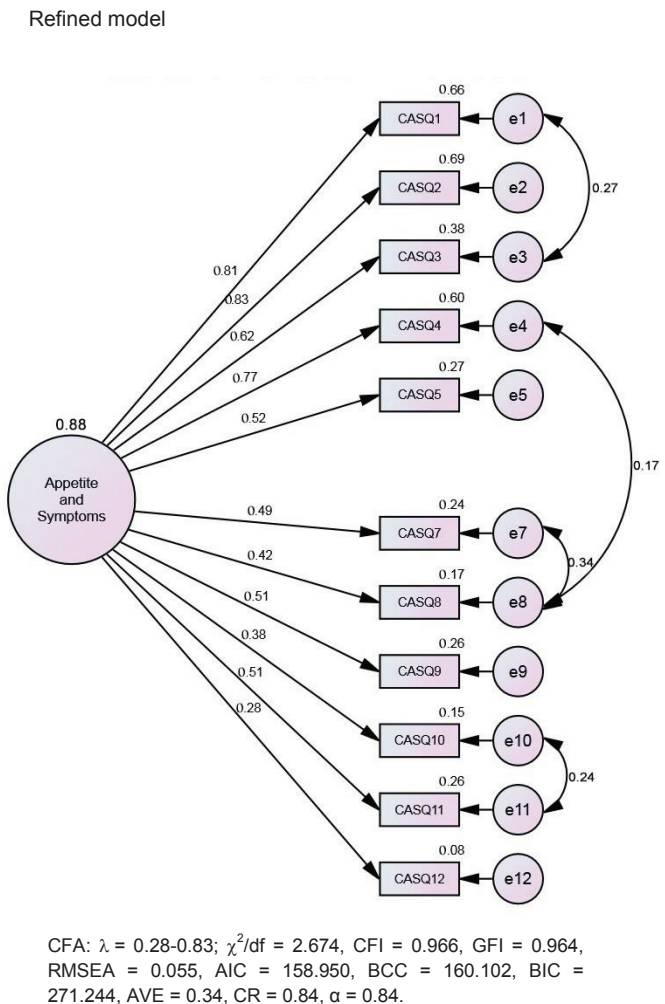 Refined model
0.66
CASQ1
e1
0.69
CASQ2
e2
0.27
0.38
CASQ3
e3
0.81
0.83
0.60
CASQ4
e4
0.62
0.77
0.27
CASQ5
e5
0.52
0.88
0.17
Appetite
and
Symptoms
0.49
0.24
CASQ7
e7
0.42
0.34
0.17
CASQ8
e8
0.51
0.26
CASQ9
e9
0.38
0.51
0.15
CASQ10
e10
0.28
0.24
0.26
CASQ11
e11
0.08
CASQ12
e12
CFA: λ = 0.28-0.83; χ²/df = 2.674, CFI = 0.966, GFI = 0.964,
RMSEA = 0.055, AIC = 158.950, BCC = 160.102, BIC =
271.244, AVE = 0.34, CR = 0.84, α = 0.84.